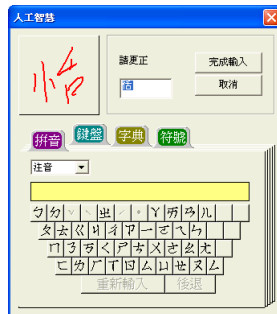 人工智慧
恬
請更正
完成輸入
取消
拼音
鍵盤
字典
符號
注音
ㄅ ㄉ ˇ ˋ ㄓ ˊ ˙ ㄚ ㄞ ㄢ ㄦ
ㄆ ㄊ ㄍ ㄐ ㄔ ㄗ ㄧ ㄛ ㄟ ㄣ
ㄇ ㄋ ㄎ ㄑ ㄕ ㄘ ㄨ ㄜ ㄠ ㄤ
ㄈ ㄌ ㄏ ㄒ ㄖ ㄙ ㄩ ㄝ ㄡ ㄥ
重新輸入
後退